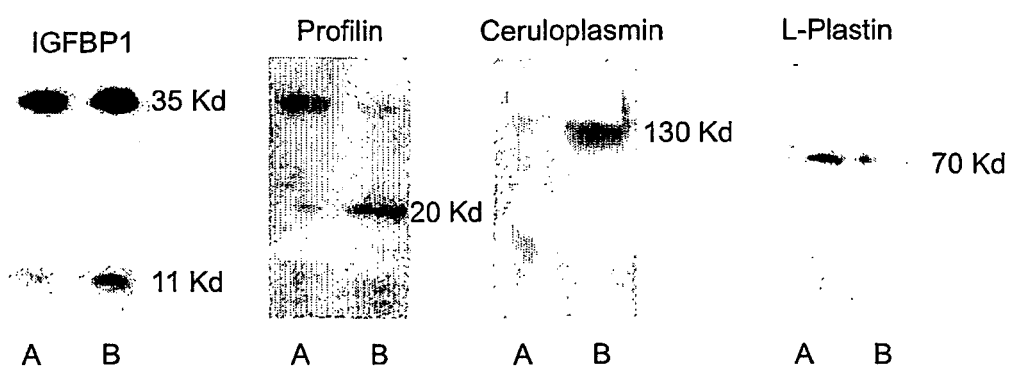 IGFBP1 Profilin Ceruloplasmin L-Plastin
35 Kd
130 Kd
70 Kd
20 Kd
11 Kd
A B A B A B A B